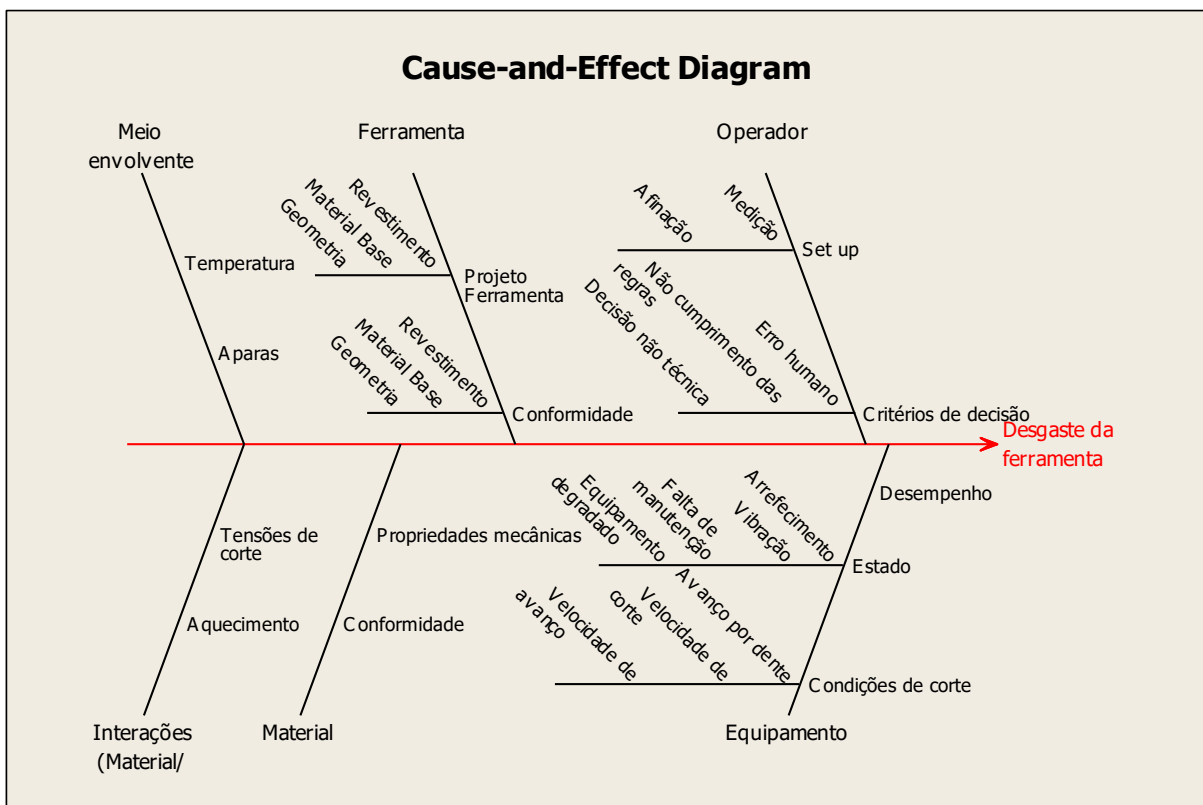 Cause-and-Effect Diagram
Meio
envolvente
Temperatura
Aparas
Ferramenta
Revestimento
Material Base
Geometria
Projeto
Ferramenta
Revestimento
Material Base
Geometria
Conformidade
Operador
Medição
Afinação
Set up
Erro humano
Não cumprimento das
regras
Decisão não técnica
Critérios de decisão
Desgaste da
ferramenta
Tensões de
corte
Aquecimento
Interações
(Material/
Propriedades mecânicas
Conformidade
Material
Desempenho
Arrefecimento
Vibração
Falta de
manutenção
Equipamento
degradado
Estado
Avanço por dente
Velocidade de
corte
Velocidade de
avanço
Condições de corte
Equipamento